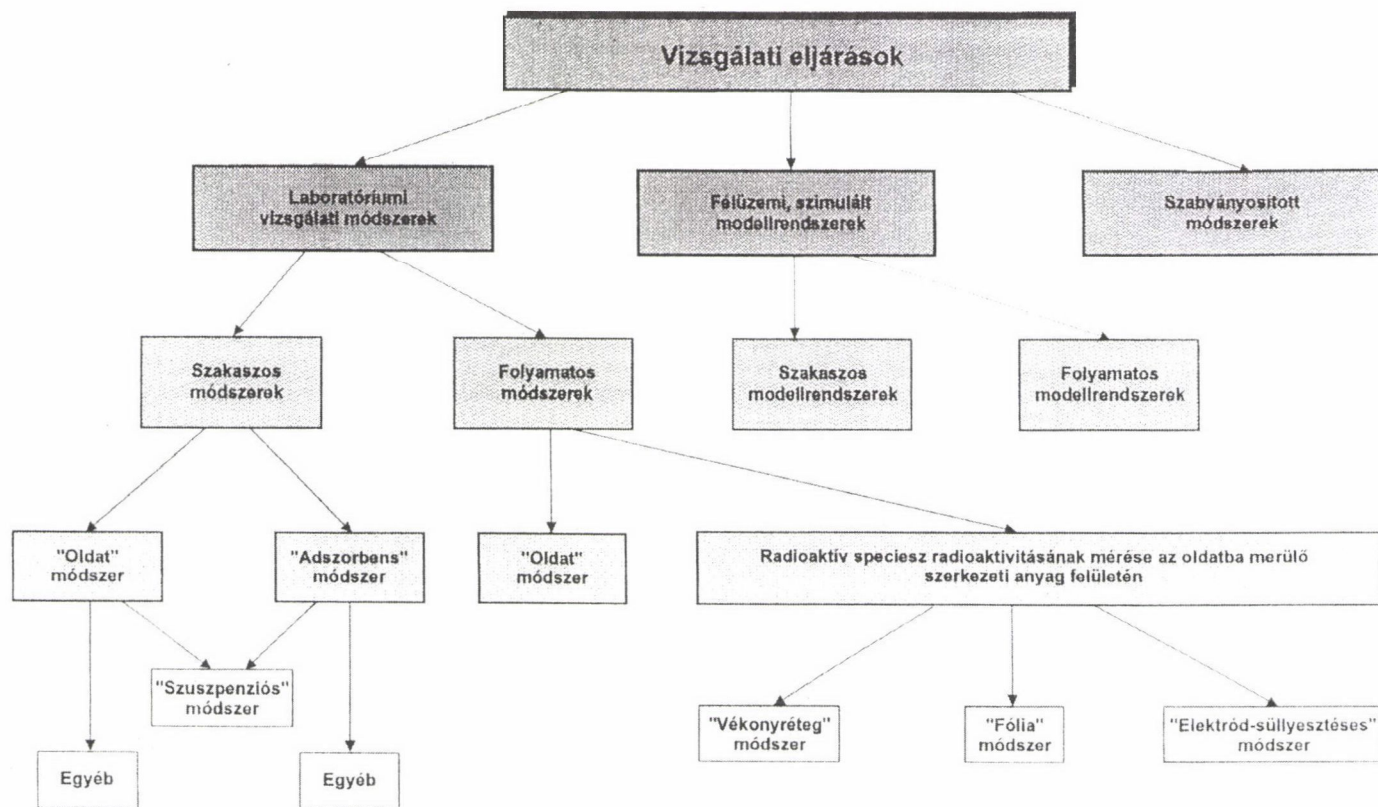 Vizsgálati eljárások
Laboratóriumi
vizsgálati módszerek
Félüzemi, szimulált
modellrendszerek
Szabványosított
módszerek
Szakaszos
módszerek
Folyamatos
módszerek
Szakaszos
modellrendszerek
Folyamatos
modellrendszerek
"Oldat"
módszer
"Adszorbens"
módszer
"Oldat"
módszer
Radioaktív speciesz radioaktivitásának mérése az oldatba merülő
szerkezeti anyag felületén
"Szuszpenziós"
módszer
"Vékonyréteg"
módszer
"Fólia"
módszer
"Elektród-süllyesztéses"
módszer
Egyéb
Egyéb